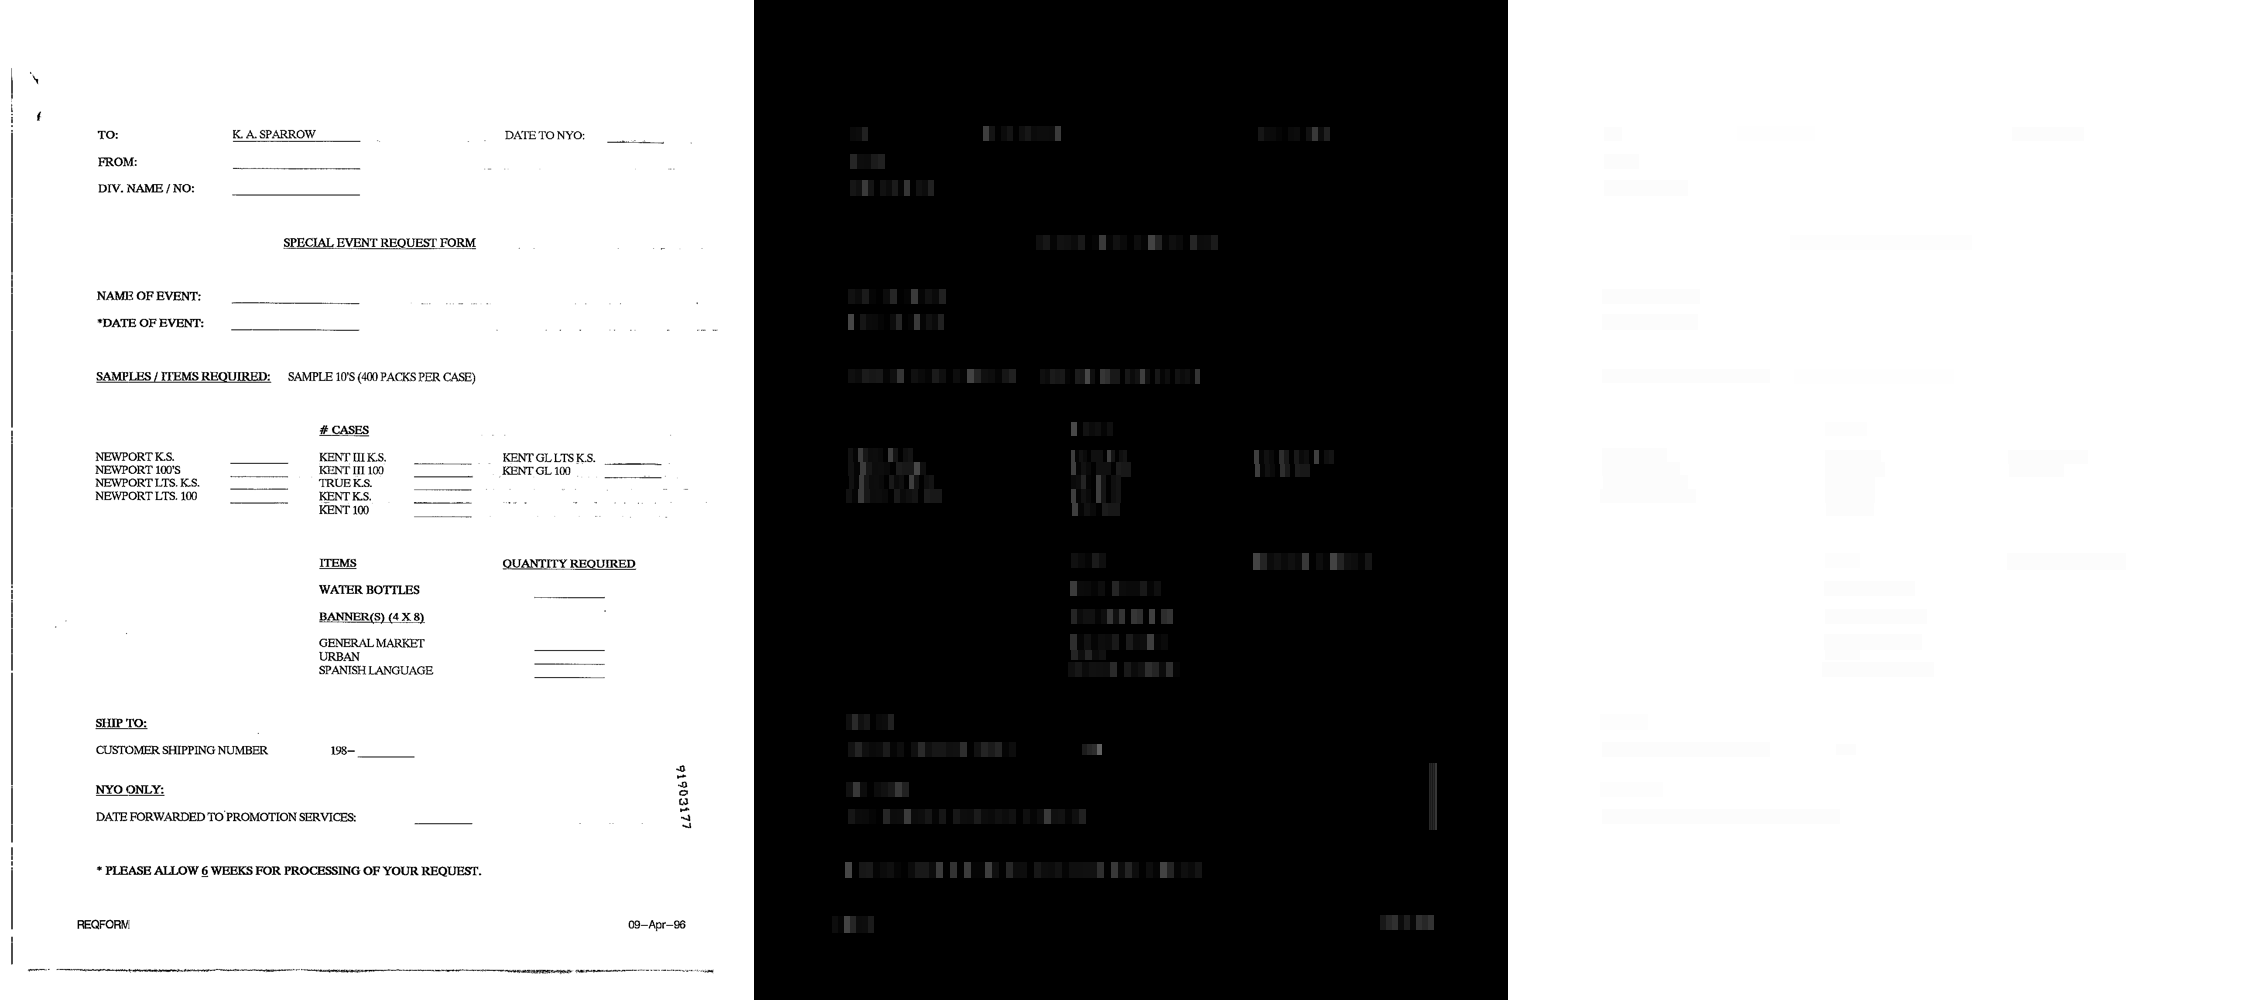 TO: K. A. SPARROW DATE TO NYO:
FROM:
DIV. NAME / NO:
SPECIAL EVENT REQUEST FORM
NAME OF EVENT:
*DATE OF EVENT:
SAMPLES / ITEMS REQUIRED: SAMPLE 10'S (400 PACKS PER CASE)
# CASES
NEWPORT K.S. KENT III K.S. KENT GL LTS K.S.
NEWPORT 100'S KENT III 100 KENT GL 100
NEWPORT LTS. K.S. TRUE K.S.
NEWPORT LTS. 100 KENT K.S.
KENT 100
ITEMS QUANTITY REQUIRED
WATER BOTTLES
BANNER(S) (4 X 8)
GENERAL MARKET
URBAN
SPANISH LANGUAGE
SHIP TO:
CUSTOMER SHIPPING NUMBER 198–
NYO ONLY:
DATE FORWARDED TO PROMOTION SERVICES:
91903177
* PLEASE ALLOW 6 WEEKS FOR PROCESSING OF YOUR REQUEST.
REQFORM 09–Apr–96